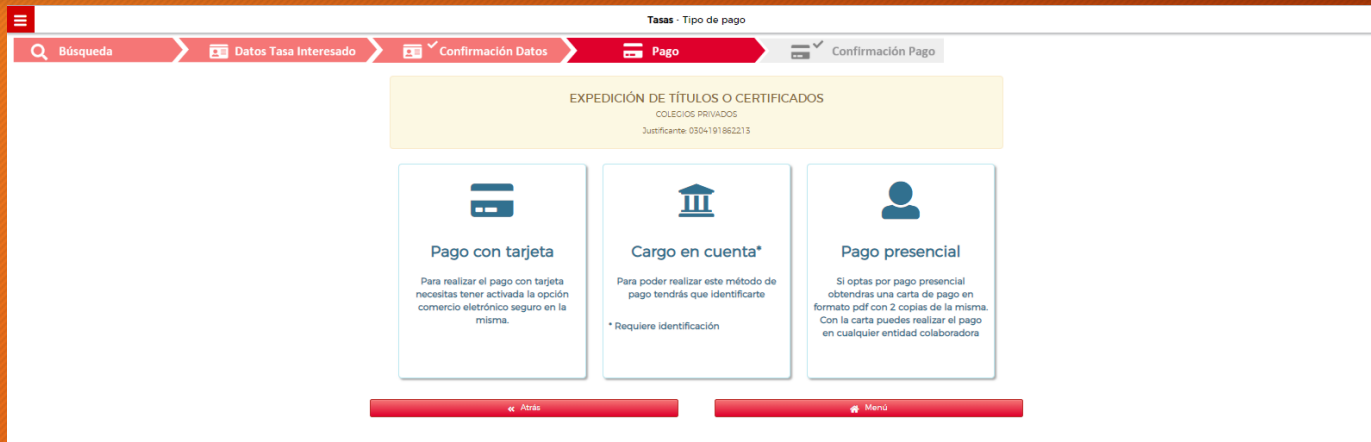 Tasas - Tipo de pago
Búsqueda
Datos Tasa Interesado
Confirmación Datos
Pago
Confirmación Pago
EXPEDICIÓN DE TÍTULOS O CERTIFICADOS
COLEGIOS PRIVADOS
Justificante: 0304191862213
Pago con tarjeta
Para realizar el pago con tarjeta
necesitas tener activada la opción
comercio eletrónico seguro en la
misma.
Cargo en cuenta*
Para poder realizar este método de
pago tendrás que identificarte
* Requiere identificación
Pago presencial
Si optas por pago presencial
obtendras una carta de pago en
formato pdf con 2 copias de la misma.
Con la carta puedes realizar el pago
en cualquier entidad colaboradora
Atrás
Menú